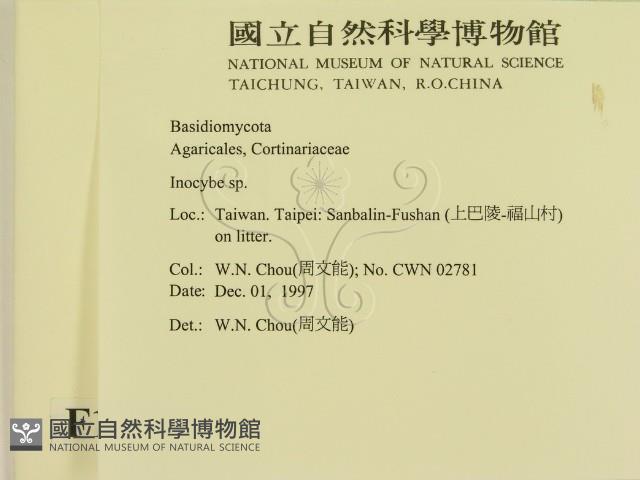 國立自然科學博物館
NATIONAL MUSEUM OF NATURAL SCIENCE
TAICHUNG, TAIWAN, R.O.CHINA
Basidiomycota
Agaricales, Cortinariaceae
Inocybe sp.
Loc.: Taiwan. Taipei: Sanbalin-Fushan (上巴陵-福山村)
on litter.
Col.: W.N. Chou(周文能); No. CWN 02781
Date: Dec. 01, 1997
Det.: W.N. Chou(周文能)
國立自然科學博物館
NATIONAL MUSEUM OF NATURAL SCIENCE